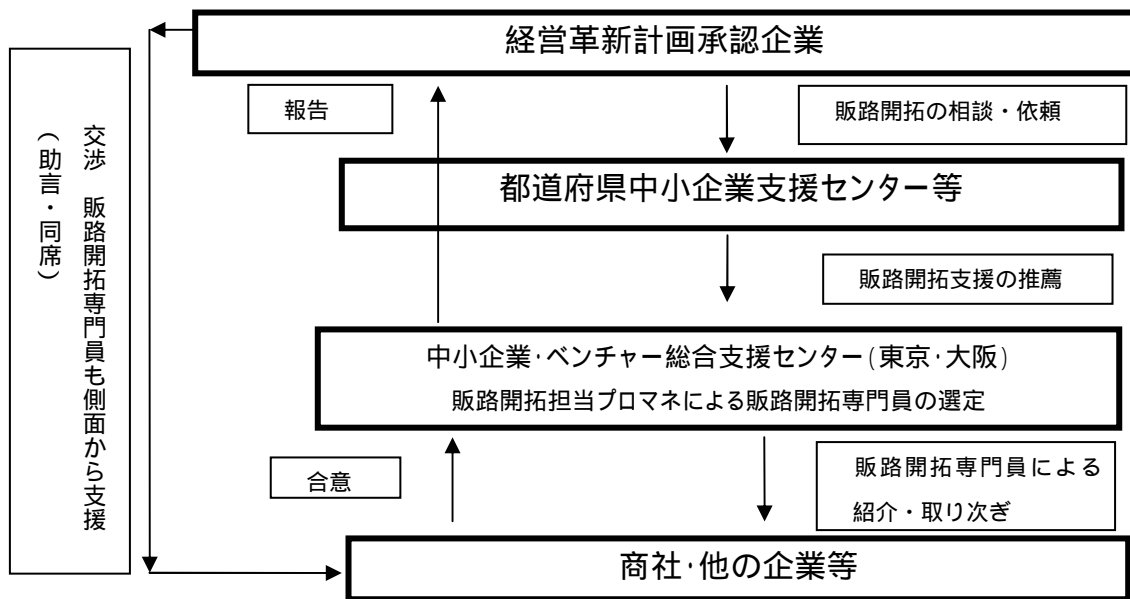 経営革新計画承認企業
報告
販路開拓の相談・依頼
都道府県中小企業支援センター等
販路開拓支援の推薦
中小企業・ベンチャー総合支援センター(東京・大阪)
販路開拓担当プロマネによる販路開拓専門員の選定
合意
販路開拓専門員による
紹介・取り次ぎ
商社・他の企業等
交渉 販路開拓専門員も側面から支援
(助言・同席)